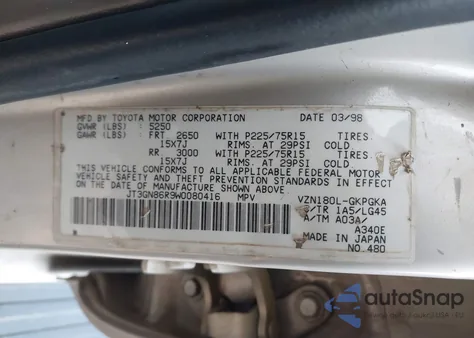 MFD BY TOYOTA MOTOR CORPORATION DATE 03/98
GVWR (LBS) 5250
GAWR (LBS) FRT 2650 WITH P225/75R15 TIRES
15X7J RIMS. AT 29PSI COLD.
RR 3000 WITH P225/75R15 TIRES
15X7J RIMS. AT 29PSI COLD.
THIS VEHICLE CONFORMS TO ALL APPLICABLE FEDERAL MOTOR
VEHICLE SAFETY AND THEFT PREVENTION STANDARDS IN EFFECT
ON THE DATE OF MANUFACTURE SHOWN ABOVE.
JT3GN86R9W0080416 MPV VZN180L-GKPGKA
/TR 1A5/LG45
A/TM A03A/
A340E
MADE IN JAPAN
NO. 480
autoSnap